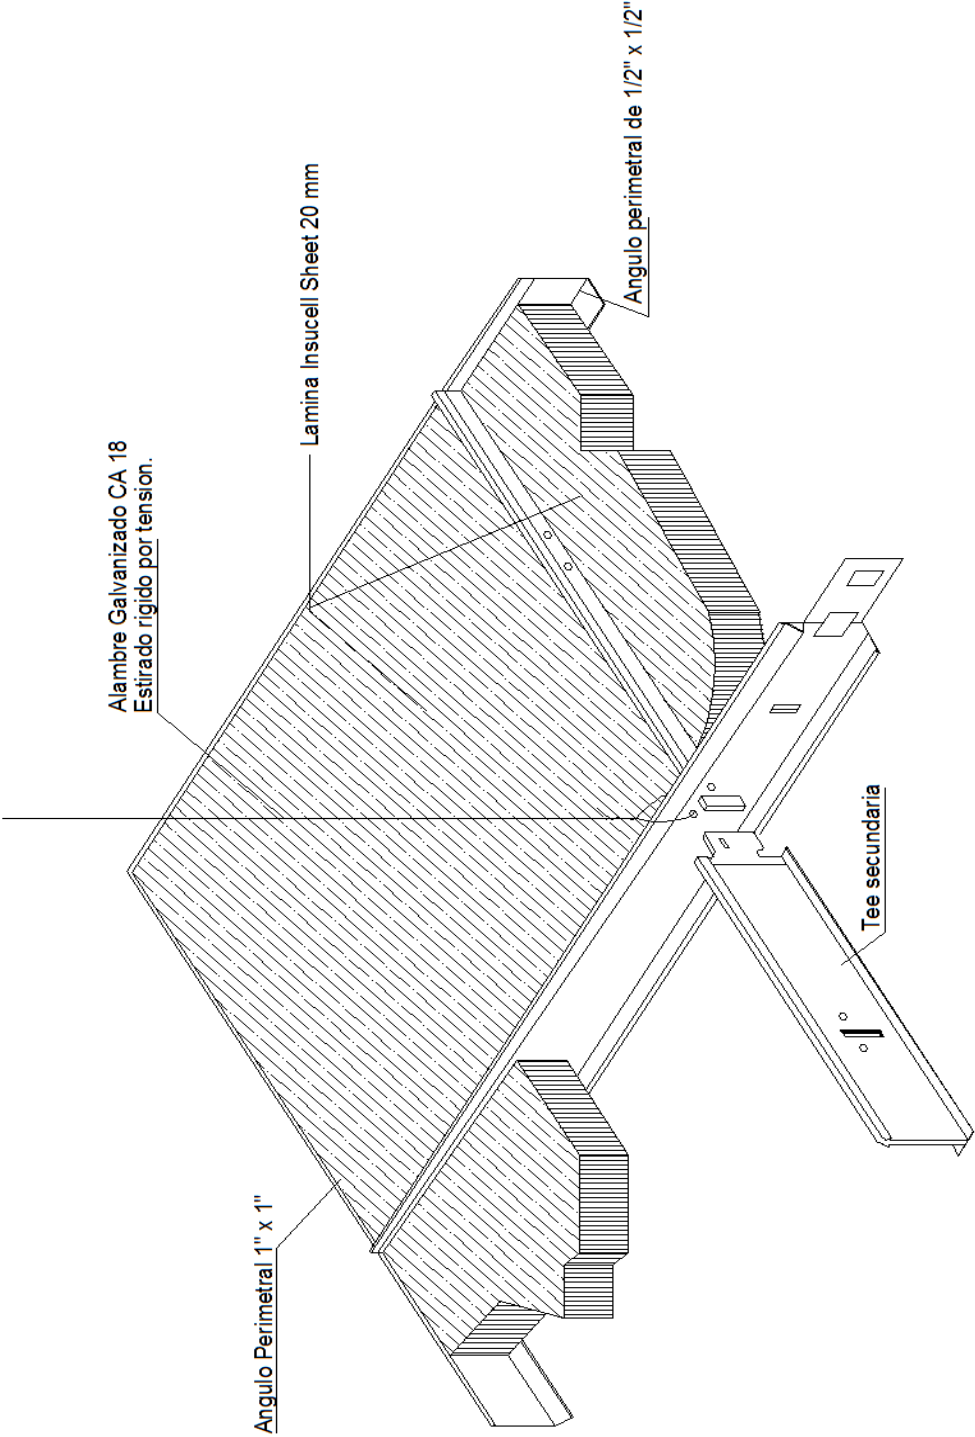 Alambre Galvanizado CA 18
Estirado rigido por tension.
Lamina Insucell Sheet 20 mm
Angulo perimetral de 1/2" x 1/2"
Angulo Perimetral 1" x 1"
Tee secundaria